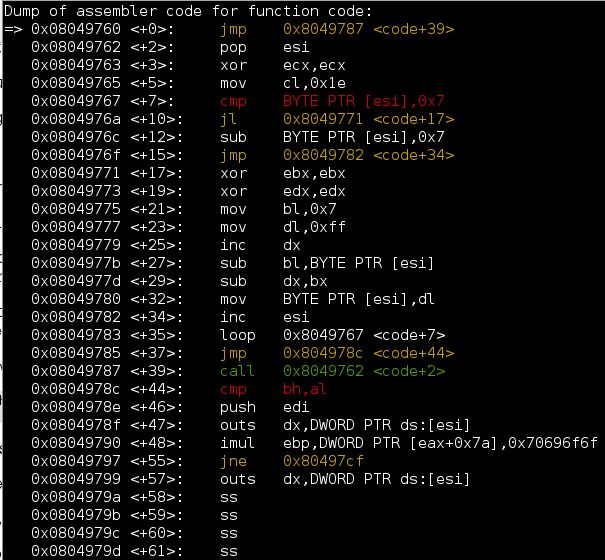 Dump of assembler code for function code:
=> 0x08049760 <+0>: jmp 0x8049787 <code+39>
0x08049762 <+2>: pop esi
0x08049763 <+3>: xor ecx,ecx
0x08049765 <+5>: mov cl,0x1e
0x08049767 <+7>: cmp BYTE PTR [esi],0x7
0x0804976a <+10>: jl 0x8049771 <code+17>
0x0804976c <+12>: sub BYTE PTR [esi],0x7
0x0804976f <+15>: jmp 0x8049782 <code+34>
0x08049771 <+17>: xor ebx,ebx
0x08049773 <+19>: xor edx,edx
0x08049775 <+21>: mov bl,0x7
0x08049777 <+23>: mov dl,0xff
0x08049779 <+25>: inc dx
0x0804977b <+27>: sub bl,BYTE PTR [esi]
0x0804977d <+29>: sub dx,bx
0x08049780 <+32>: mov BYTE PTR [esi],dl
0x08049782 <+34>: inc esi
0x08049783 <+35>: loop 0x8049767 <code+7>
0x08049785 <+37>: jmp 0x804978c <code+44>
0x08049787 <+39>: call 0x8049762 <code+2>
0x0804978c <+44>: cmp bh,al
0x0804978e <+46>: push edi
0x0804978f <+47>: outs dx,DWORD PTR ds:[esi]
0x08049790 <+48>: imul ebp,DWORD PTR [eax+0x7a],0x70696f6f
0x08049797 <+55>: jne 0x80497cf
0x08049799 <+57>: outs dx,DWORD PTR ds:[esi]
0x0804979a <+58>: ss
0x0804979b <+59>: ss
0x0804979c <+60>: ss
0x0804979d <+61>: ss